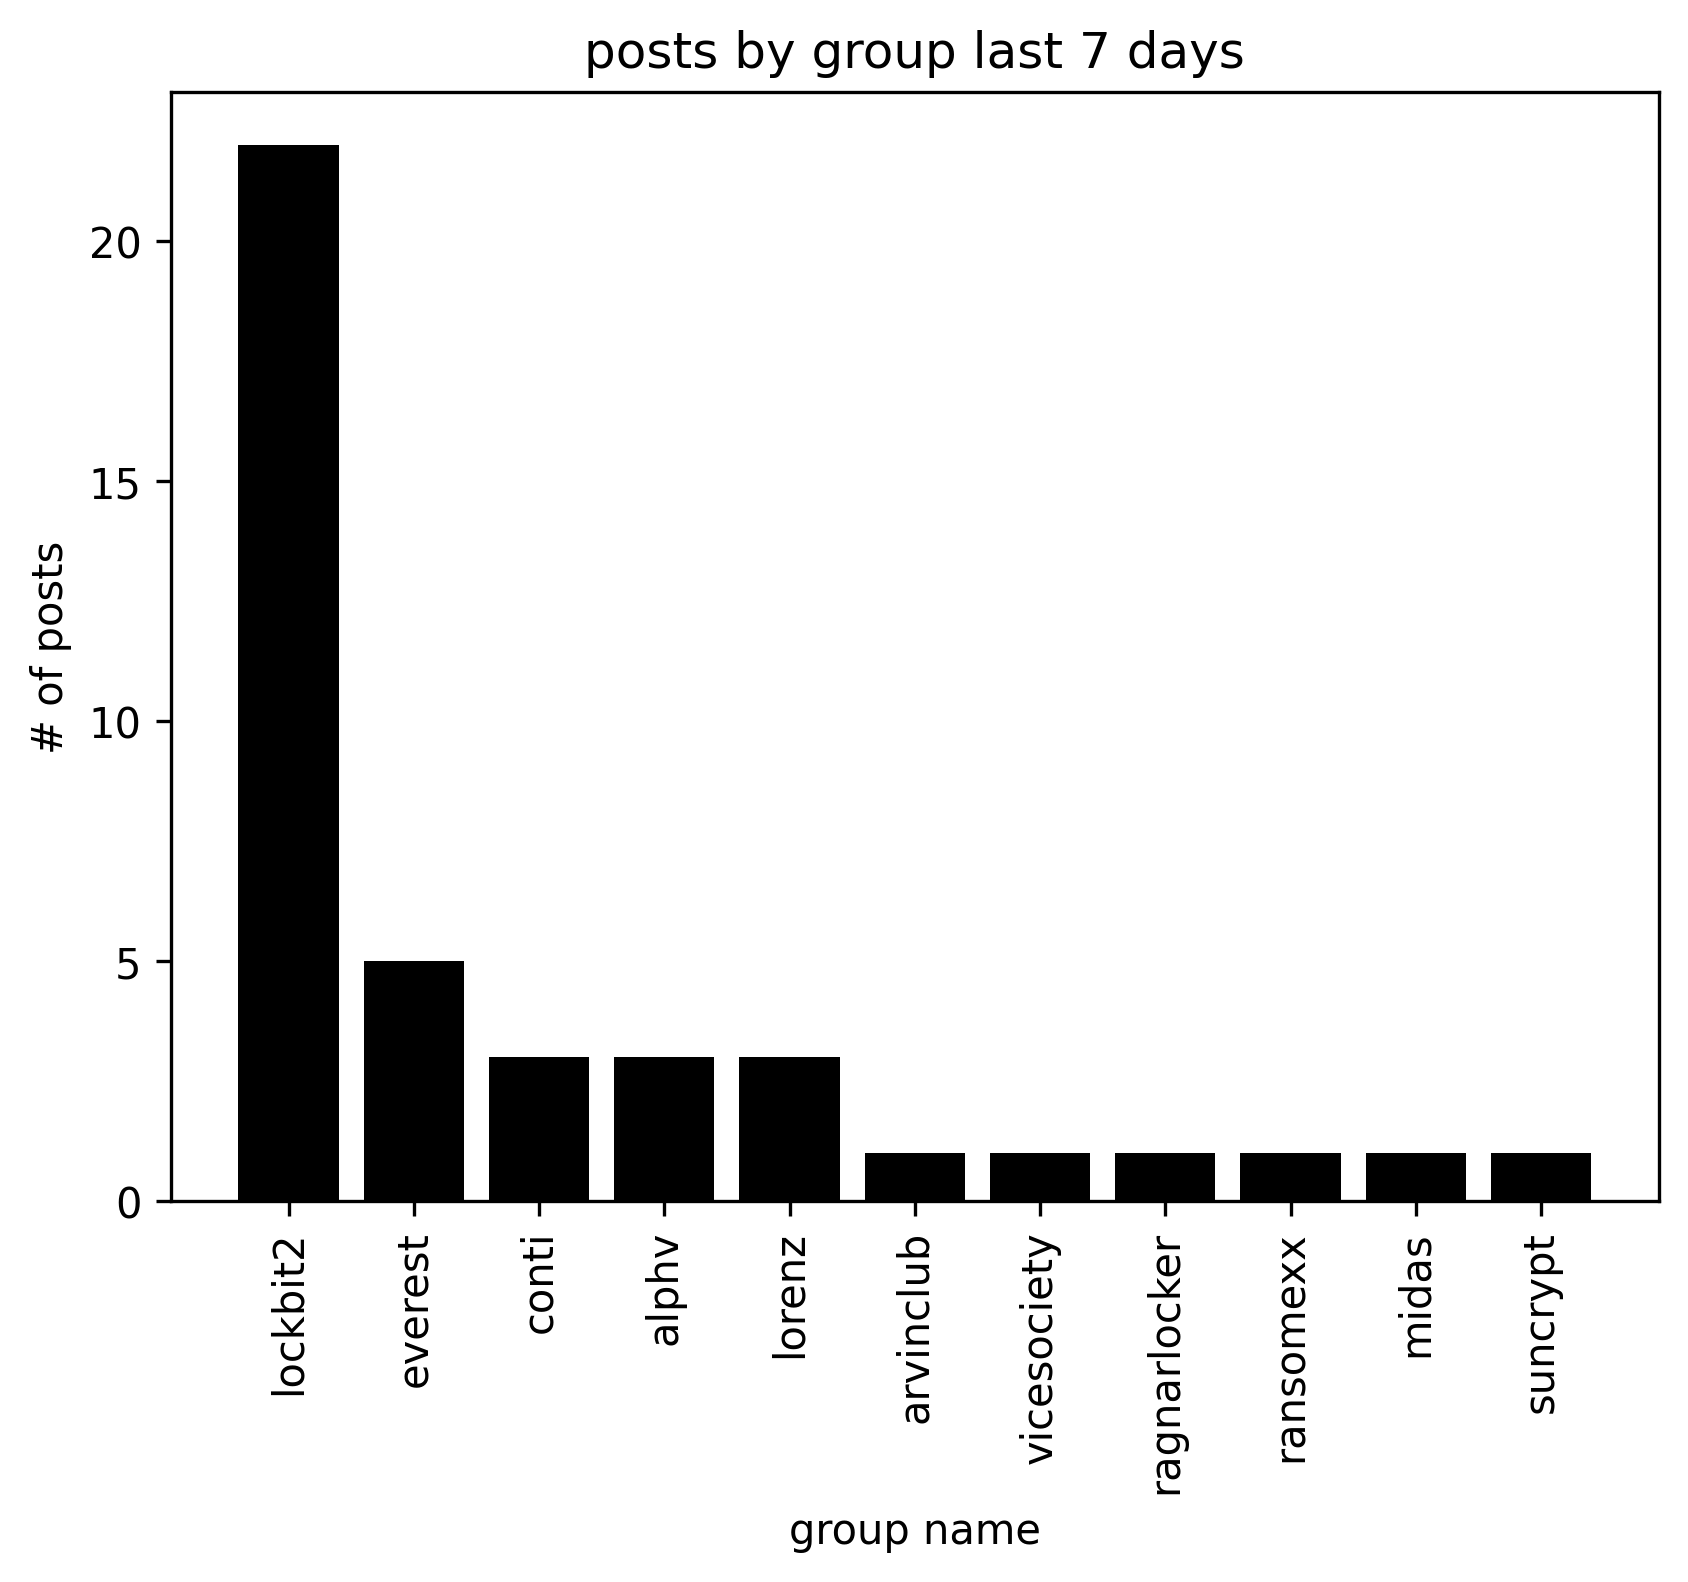 posts by group last 7 days
# of posts
20
15
10
5
0
lockbit2
everest
conti
alphv
lorenz
arvinclub
vicesociety
ragnarlocker
ransomexx
midas
suncrypt
group name